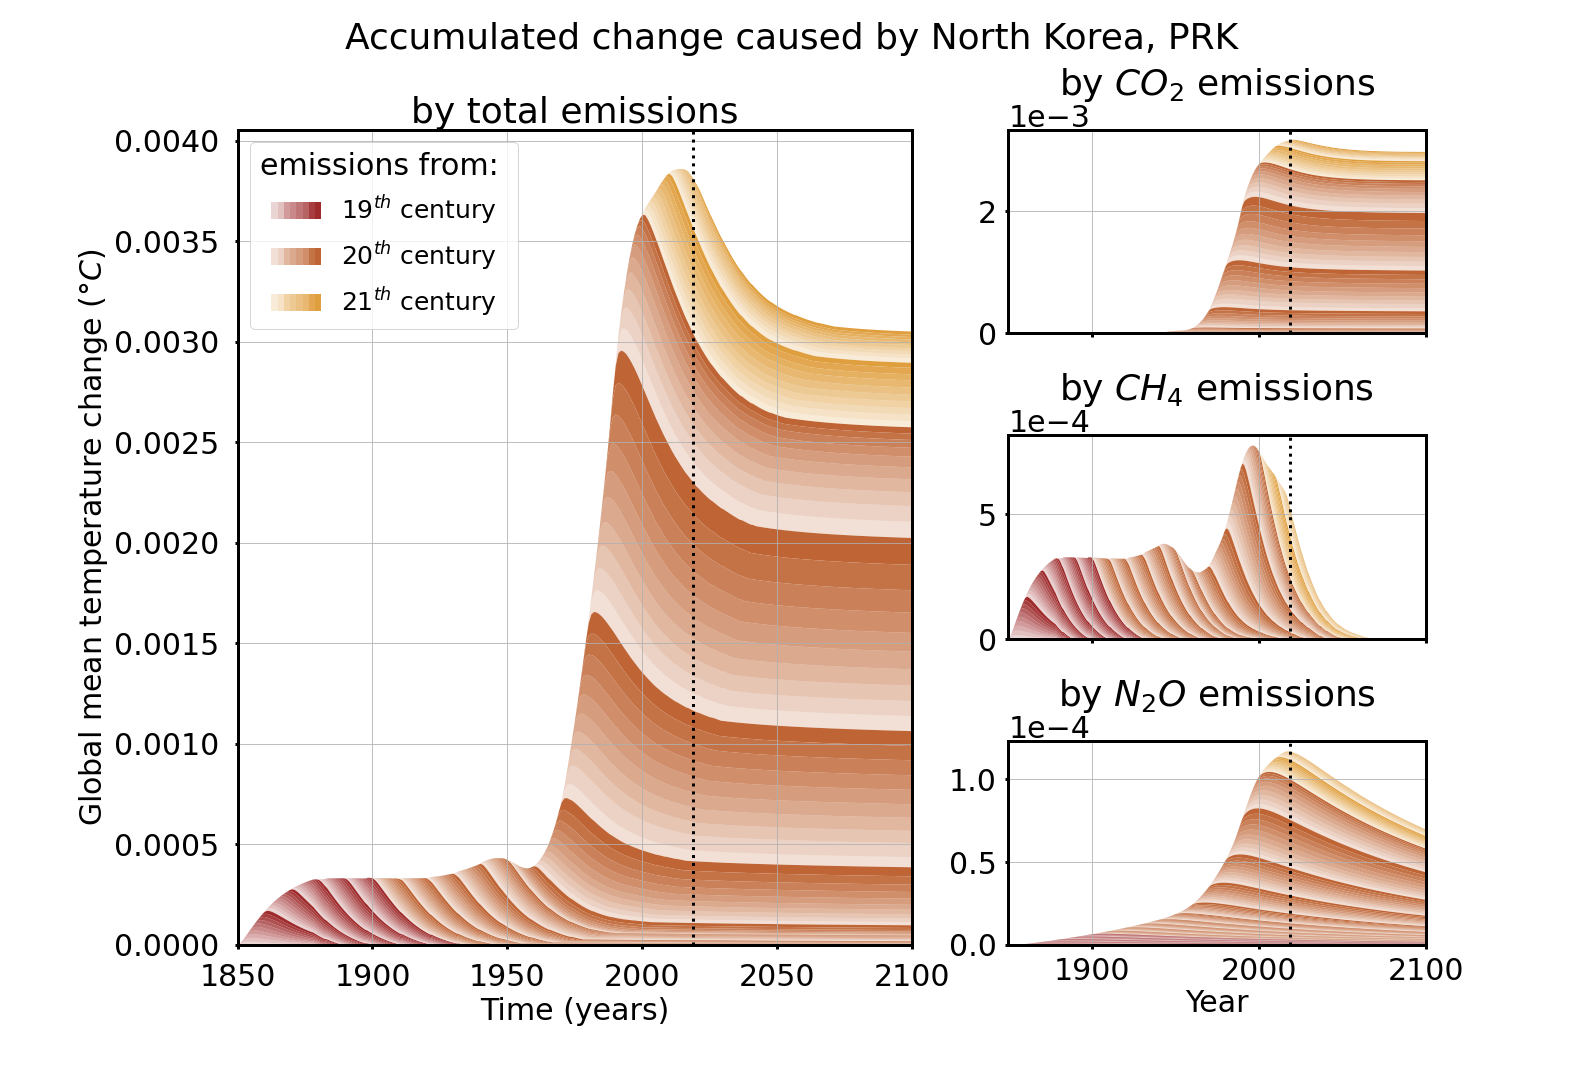 Accumulated change caused by North Korea, PRK
by total emissions
Global mean temperature change (°C)
0.0040
0.0035
0.0030
0.0025
0.0020
0.0015
0.0010
0.0005
0.0000
emissions from:
19th century
20th century
21th century
1850 1900 1950 2000 2050 2100
Time (years)
by CO2 emissions
1e−3
2
0
by CH4 emissions
1e−4
5
0
by N2O emissions
1e−4
1.0
0.5
0.0
1900 2000 2100
Year